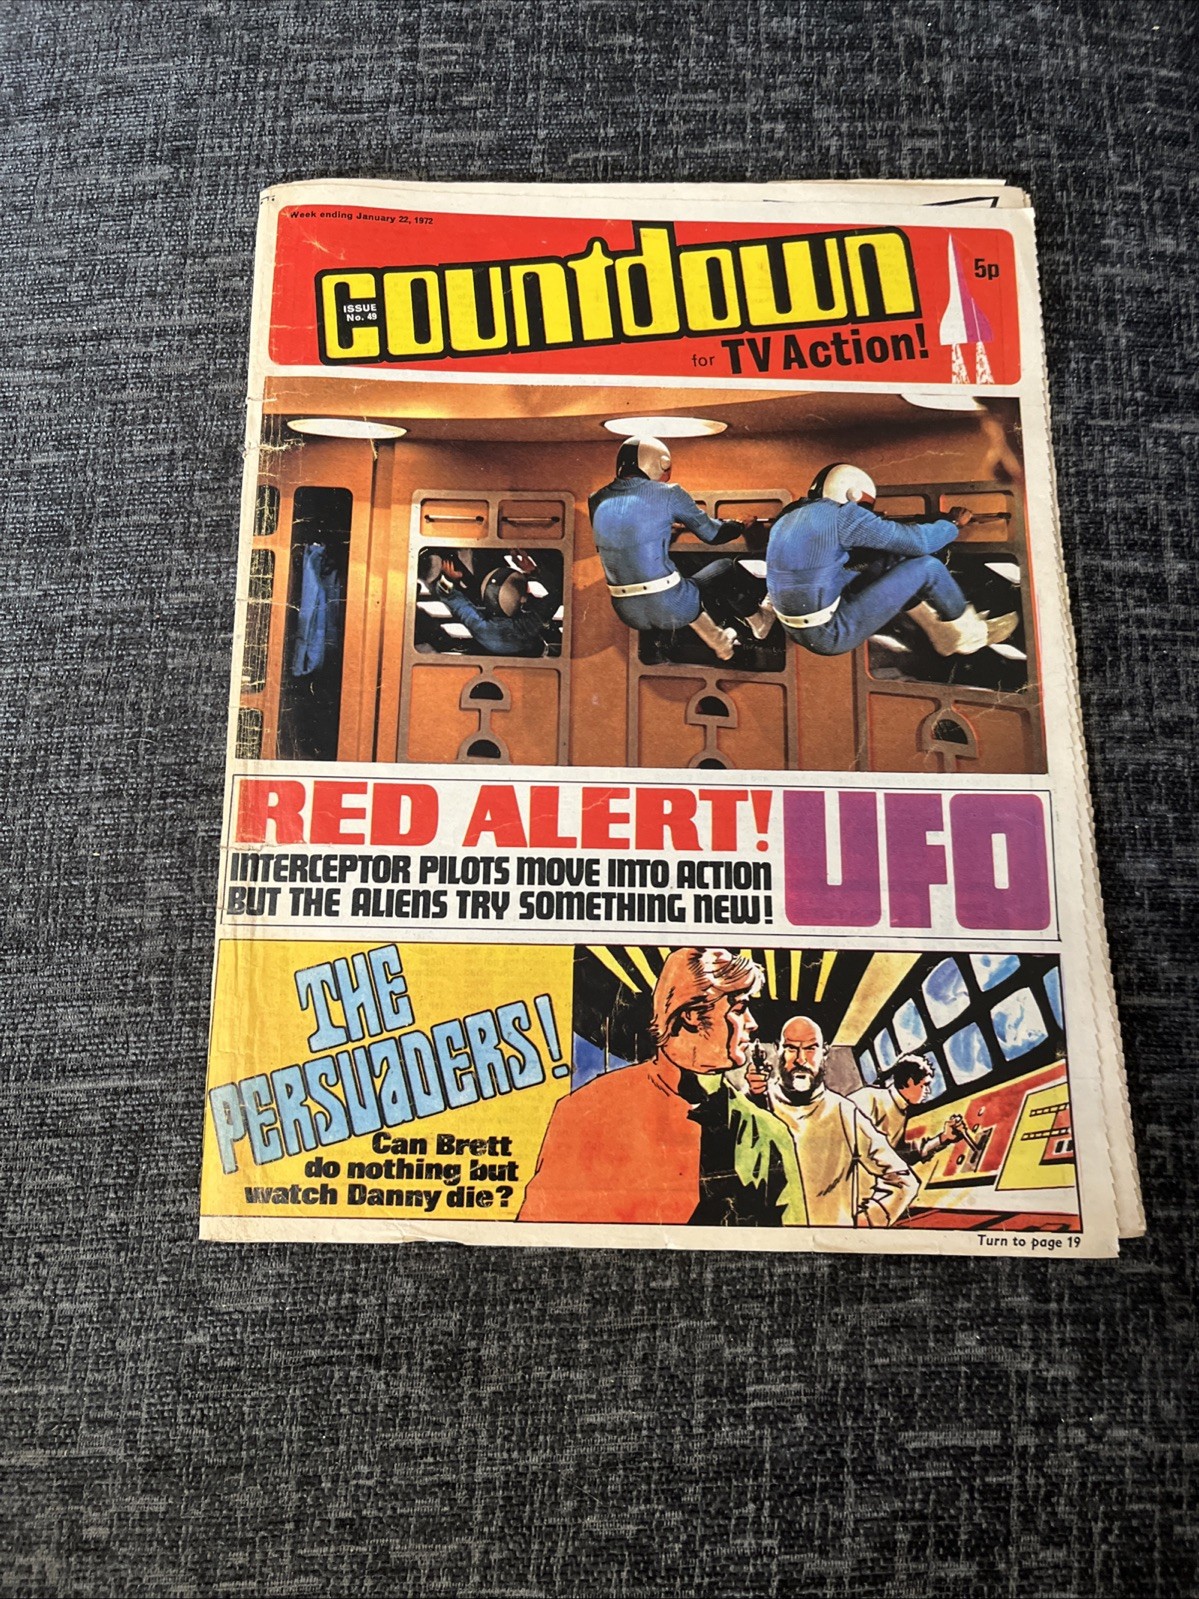 Week ending January 22, 1972
countdown
ISSUE
No. 49
5p
for TV Action!
RED ALERT!
UFO
INTERCEPTOR PILOTS MOVE INTO ACTION
BUT THE ALIENS TRY SOMETHING NEW!
THE
PERSUADERS!
Can Brett
do nothing but
watch Danny die?
Turn to page 19